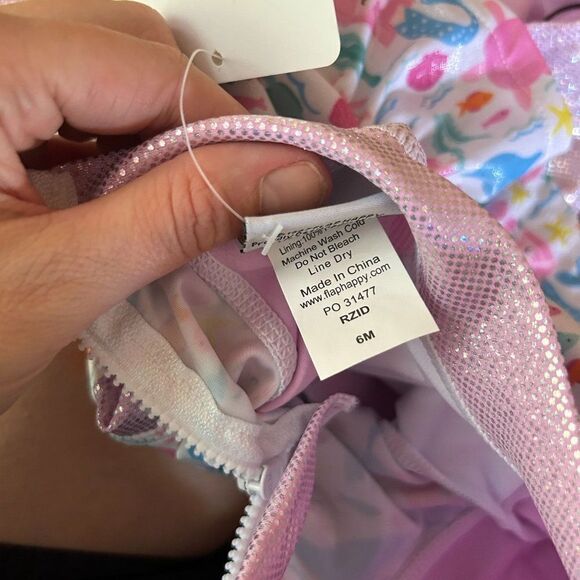 Lining:100%
Machine Wash Cold
Do Not Bleach
Line Dry
Made in China
www.flaphappy.com
PO 31477
RZID
6M